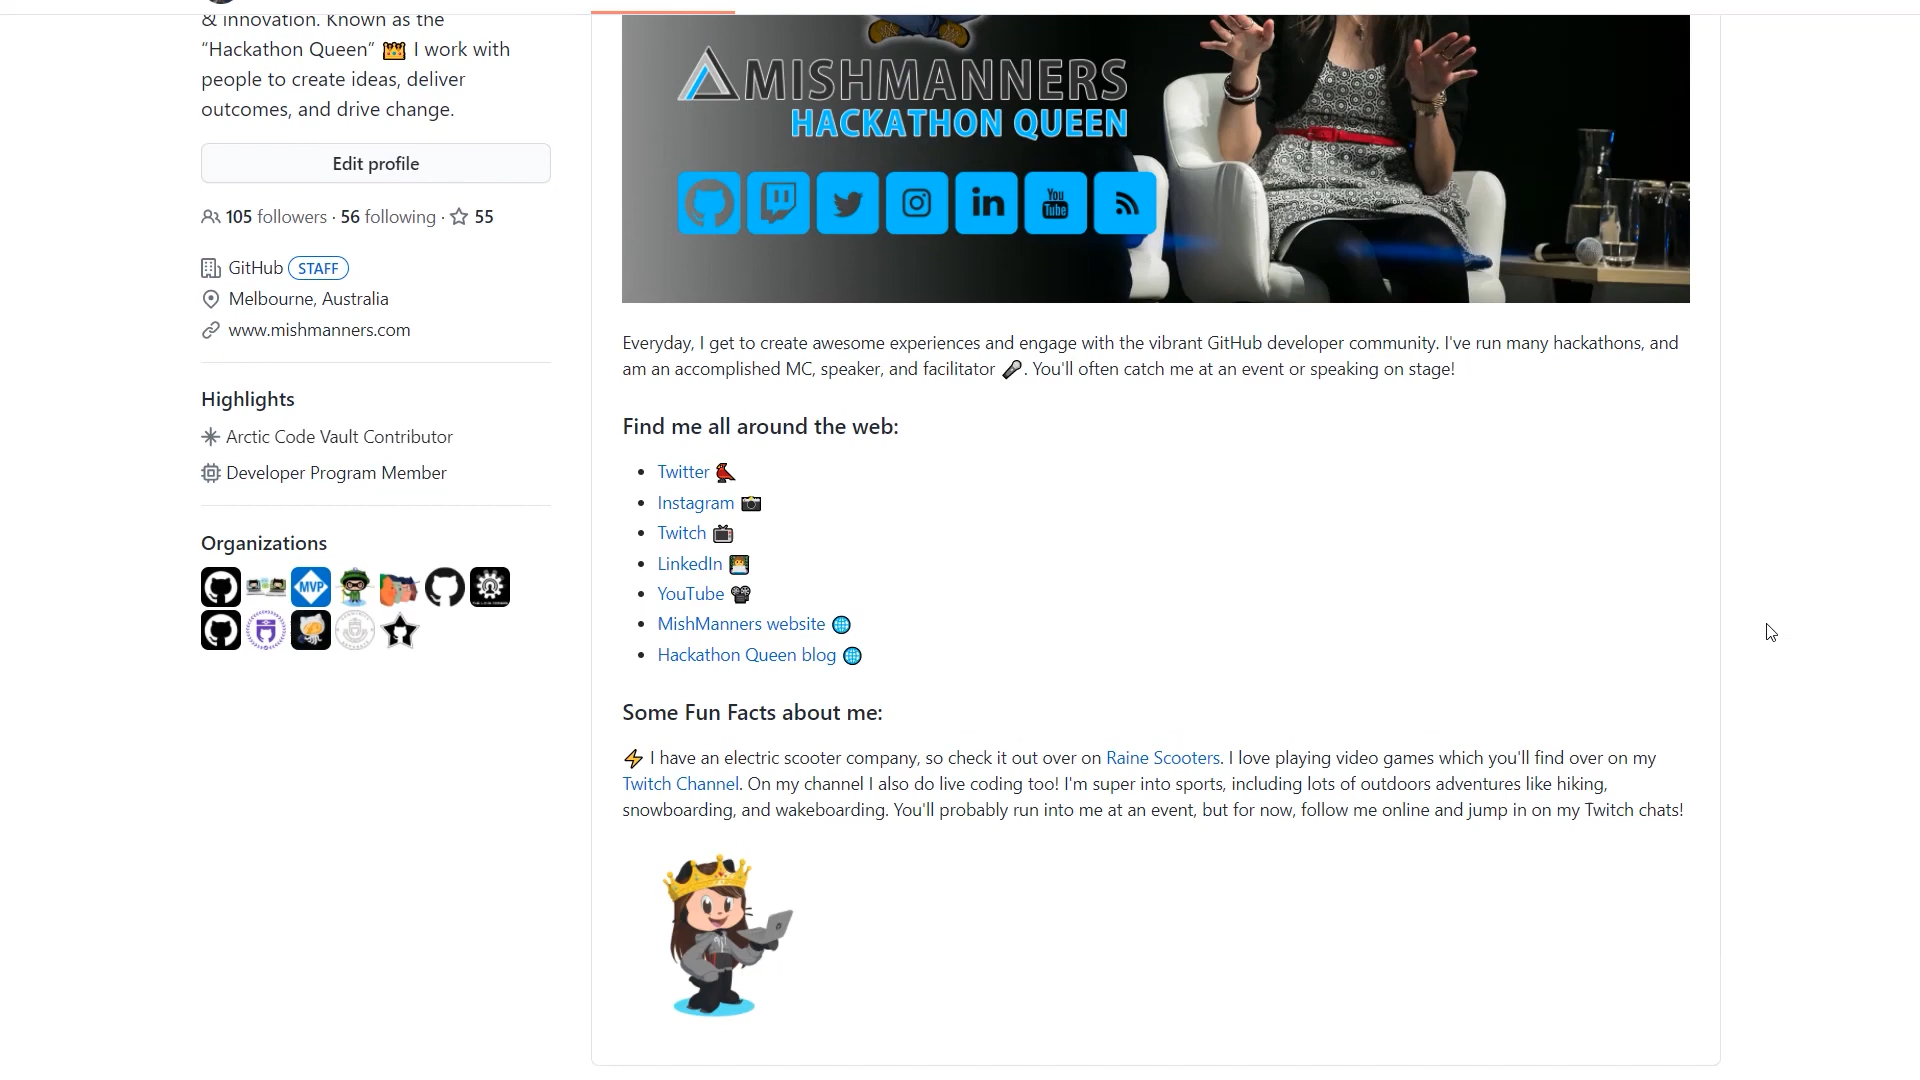 & innovation. Known as the
“Hackathon Queen” 👑 I work with
people to create ideas, deliver
outcomes, and drive change.
Edit profile
105 followers · 56 following · 55
GitHub STAFF
Melbourne, Australia
www.mishmanners.com
Highlights
Arctic Code Vault Contributor
Developer Program Member
Organizations
MVP
MISHMANNERS
HACKATHON QUEEN
in
You
Tube
Everyday, I get to create awesome experiences and engage with the vibrant GitHub developer community. I've run many hackathons, and
am an accomplished MC, speaker, and facilitator 🎤. You'll often catch me at an event or speaking on stage!
Find me all around the web:
Twitter
Instagram
Twitch
LinkedIn
YouTube
MishManners website
Hackathon Queen blog
Some Fun Facts about me:
⚡ I have an electric scooter company, so check it out over on Raine Scooters. I love playing video games which you'll find over on my
Twitch Channel. On my channel I also do live coding too! I'm super into sports, including lots of outdoors adventures like hiking,
snowboarding, and wakeboarding. You'll probably run into me at an event, but for now, follow me online and jump in on my Twitch chats!